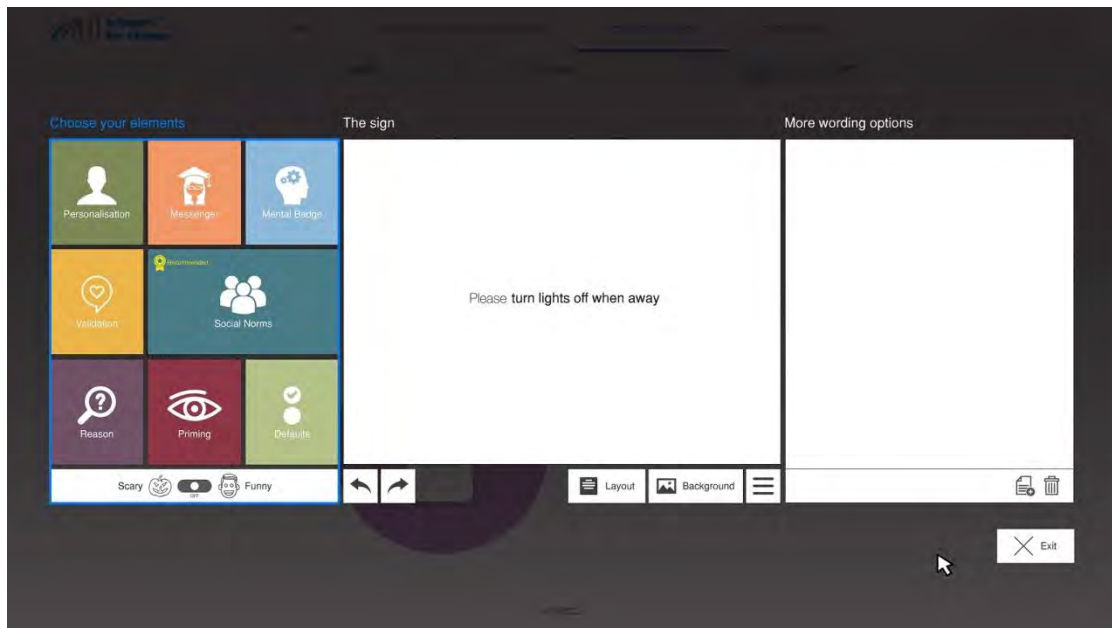 Choose your elements
The sign
More wording options
Personalisation
Messenger
Mental Badge
Validation
Recommended
Social Norms
Reason
Priming
Defaults
Please turn lights off when away
Scary
OFF
Funny
Layout
Background
Exit